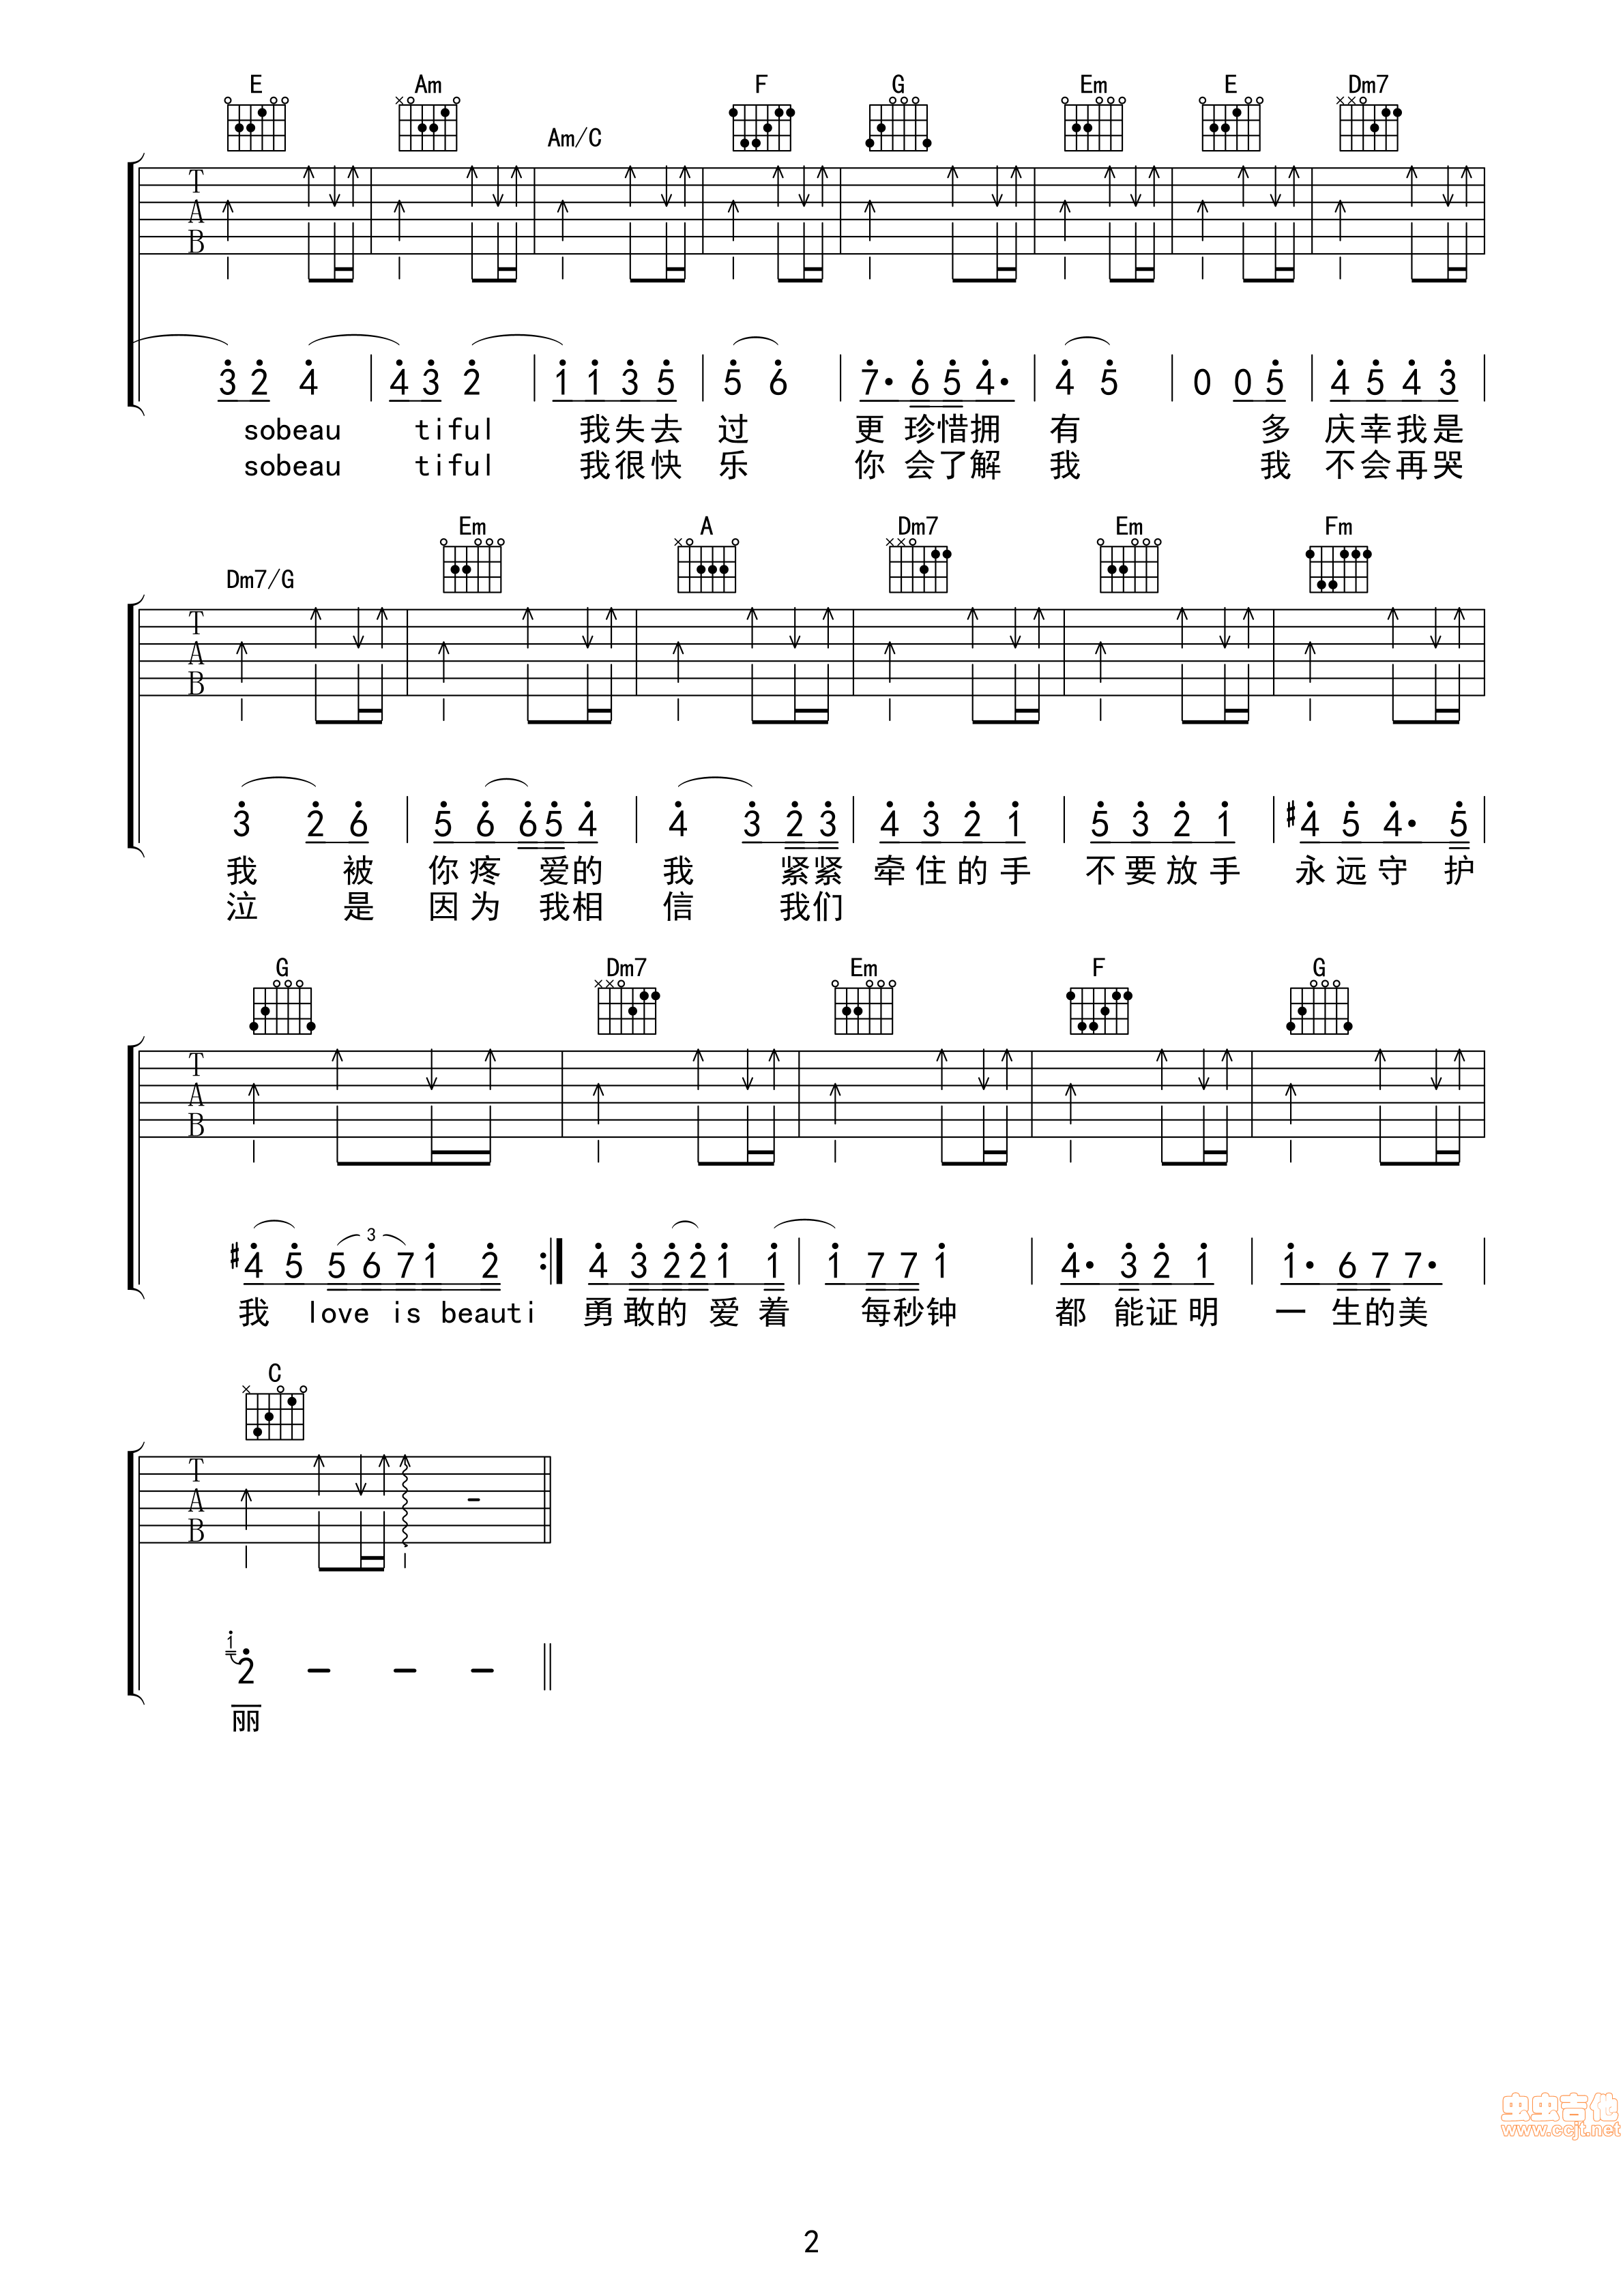 E Am Am/C F G Em E Dm7
T
A
B
3 2 4 4 3 2 1 1 3 5 5 6 7· 6 5 4· 4 5 0 0 5 4 5 4 3
sobeau tiful 我失去 过 更 珍惜拥 有 多 庆幸我是
sobeau tiful 我很快 乐 你 会了解 我 我 不会再哭
Dm7/G Em A Dm7 Em Fm
T
A
B
3 2 6 5 6 6 5 4 4 3 2 3 4 3 2 1 5 3 2 1 #4 5 4· 5
我 被 你疼 爱的 我 紧紧 牵住的手 不要放手 永远守 护
泣 是 因为 我相 信 我们
G Dm7 Em F G
T
A
B
3
#4 5 5 6 7 1 2 4 3 2 2 1 1 1 7 7 1 4· 3 2 1 1· 6 7 7·
我 love is beauti 勇敢的 爱着 每秒钟 都 能证明 一 生的美
C
T
A
B
1
2 – – –
丽
虫虫吉他
www.ccjt.net
2